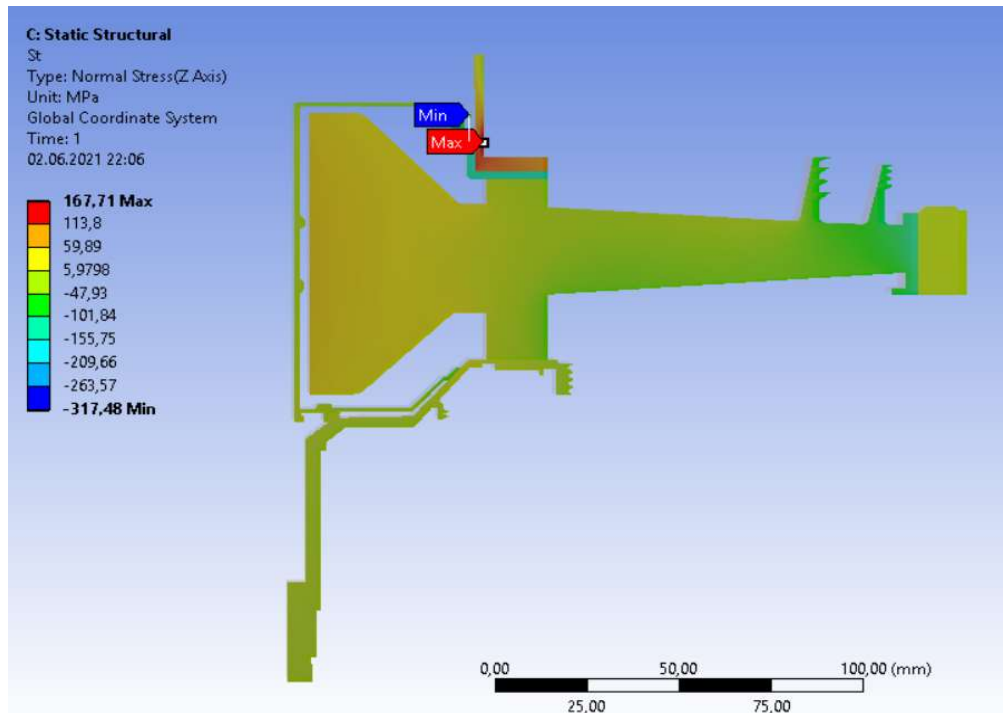 C: Static Structural
St
Type: Normal Stress(Z Axis)
Unit: MPa
Global Coordinate System
Time: 1
02.06.2021 22:06
167,71 Max
113,8
59,89
5,9798
-47,93
-101,84
-155,75
-209,66
-263,57
-317,48 Min
Min
Max
0,00 50,00 100,00 (mm)
25,00 75,00